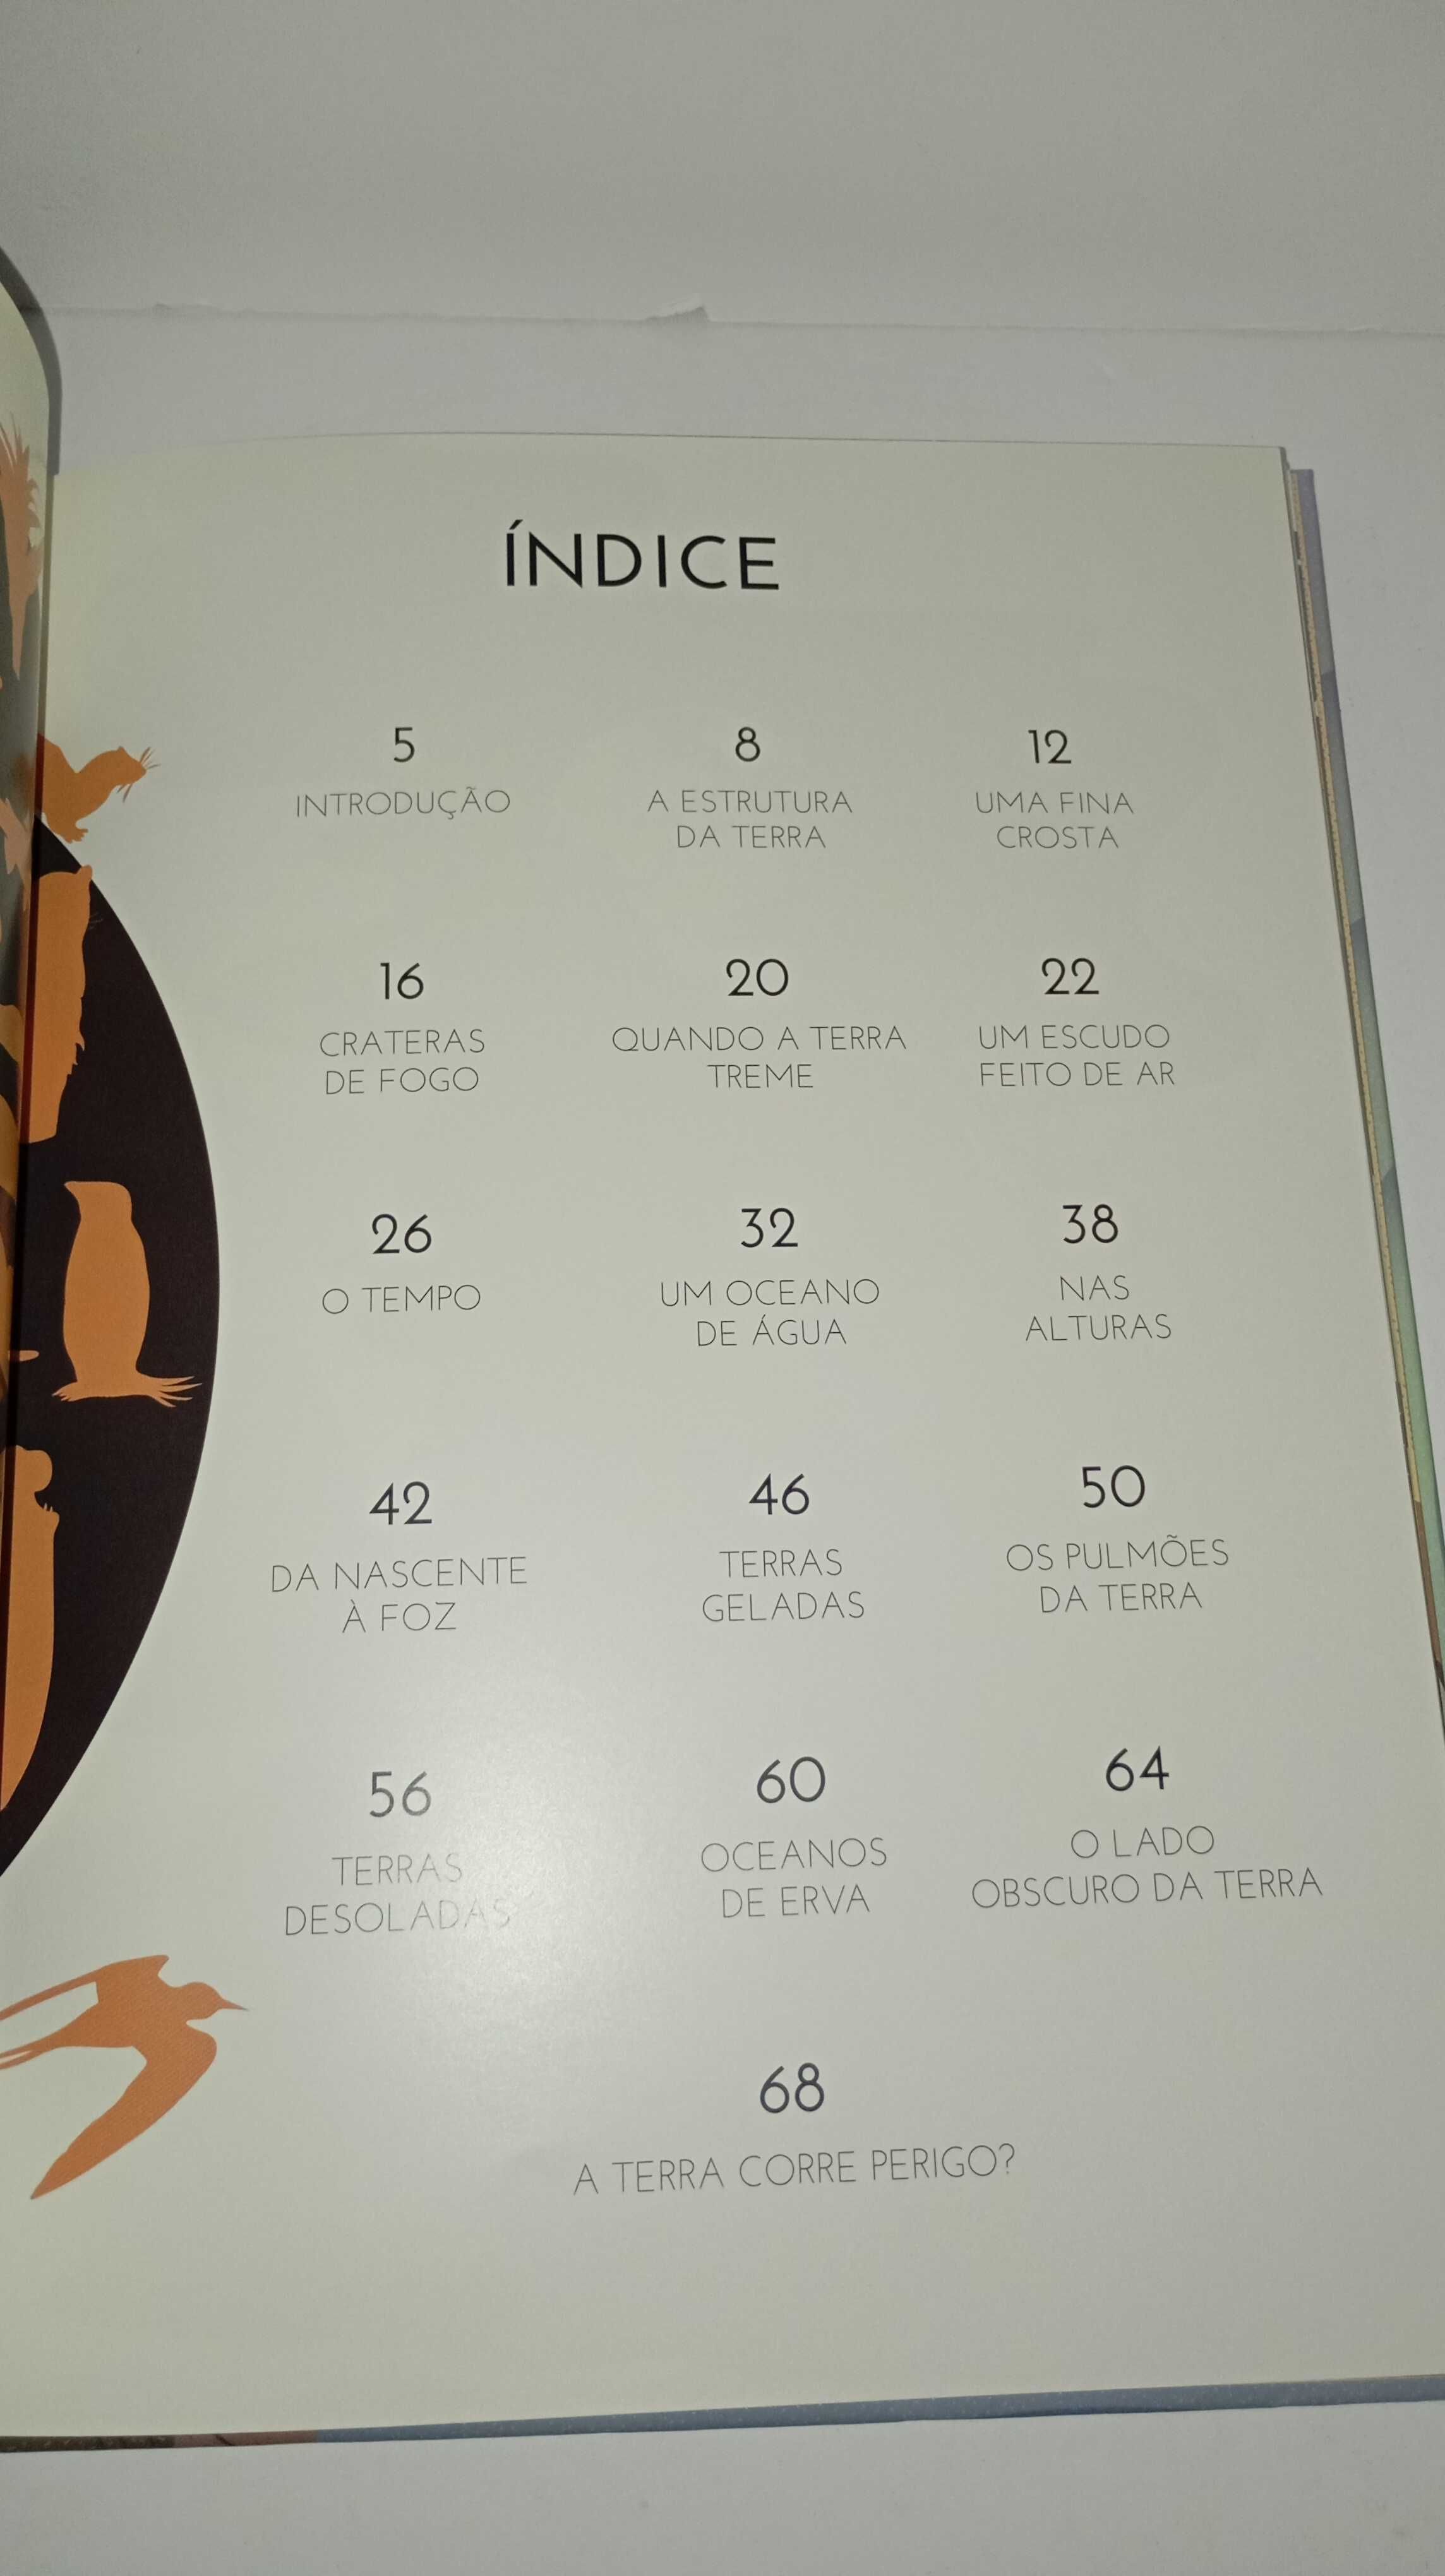 ÍNDICE
5
INTRODUÇÃO
8
A ESTRUTURA
DA TERRA
12
UMA FINA
CROSTA
16
CRATERAS
DE FOGO
20
QUANDO A TERRA
TREME
22
UM ESCUDO
FEITO DE AR
26
O TEMPO
32
UM OCEANO
DE ÁGUA
38
NAS
ALTURAS
42
DA NASCENTE
À FOZ
46
TERRAS
GELADAS
50
OS PULMÕES
DA TERRA
56
TERRAS
DESOLADAS
60
OCEANOS
DE ERVA
64
O LADO
OBSCURO DA TERRA
68
A TERRA CORRE PERIGO?